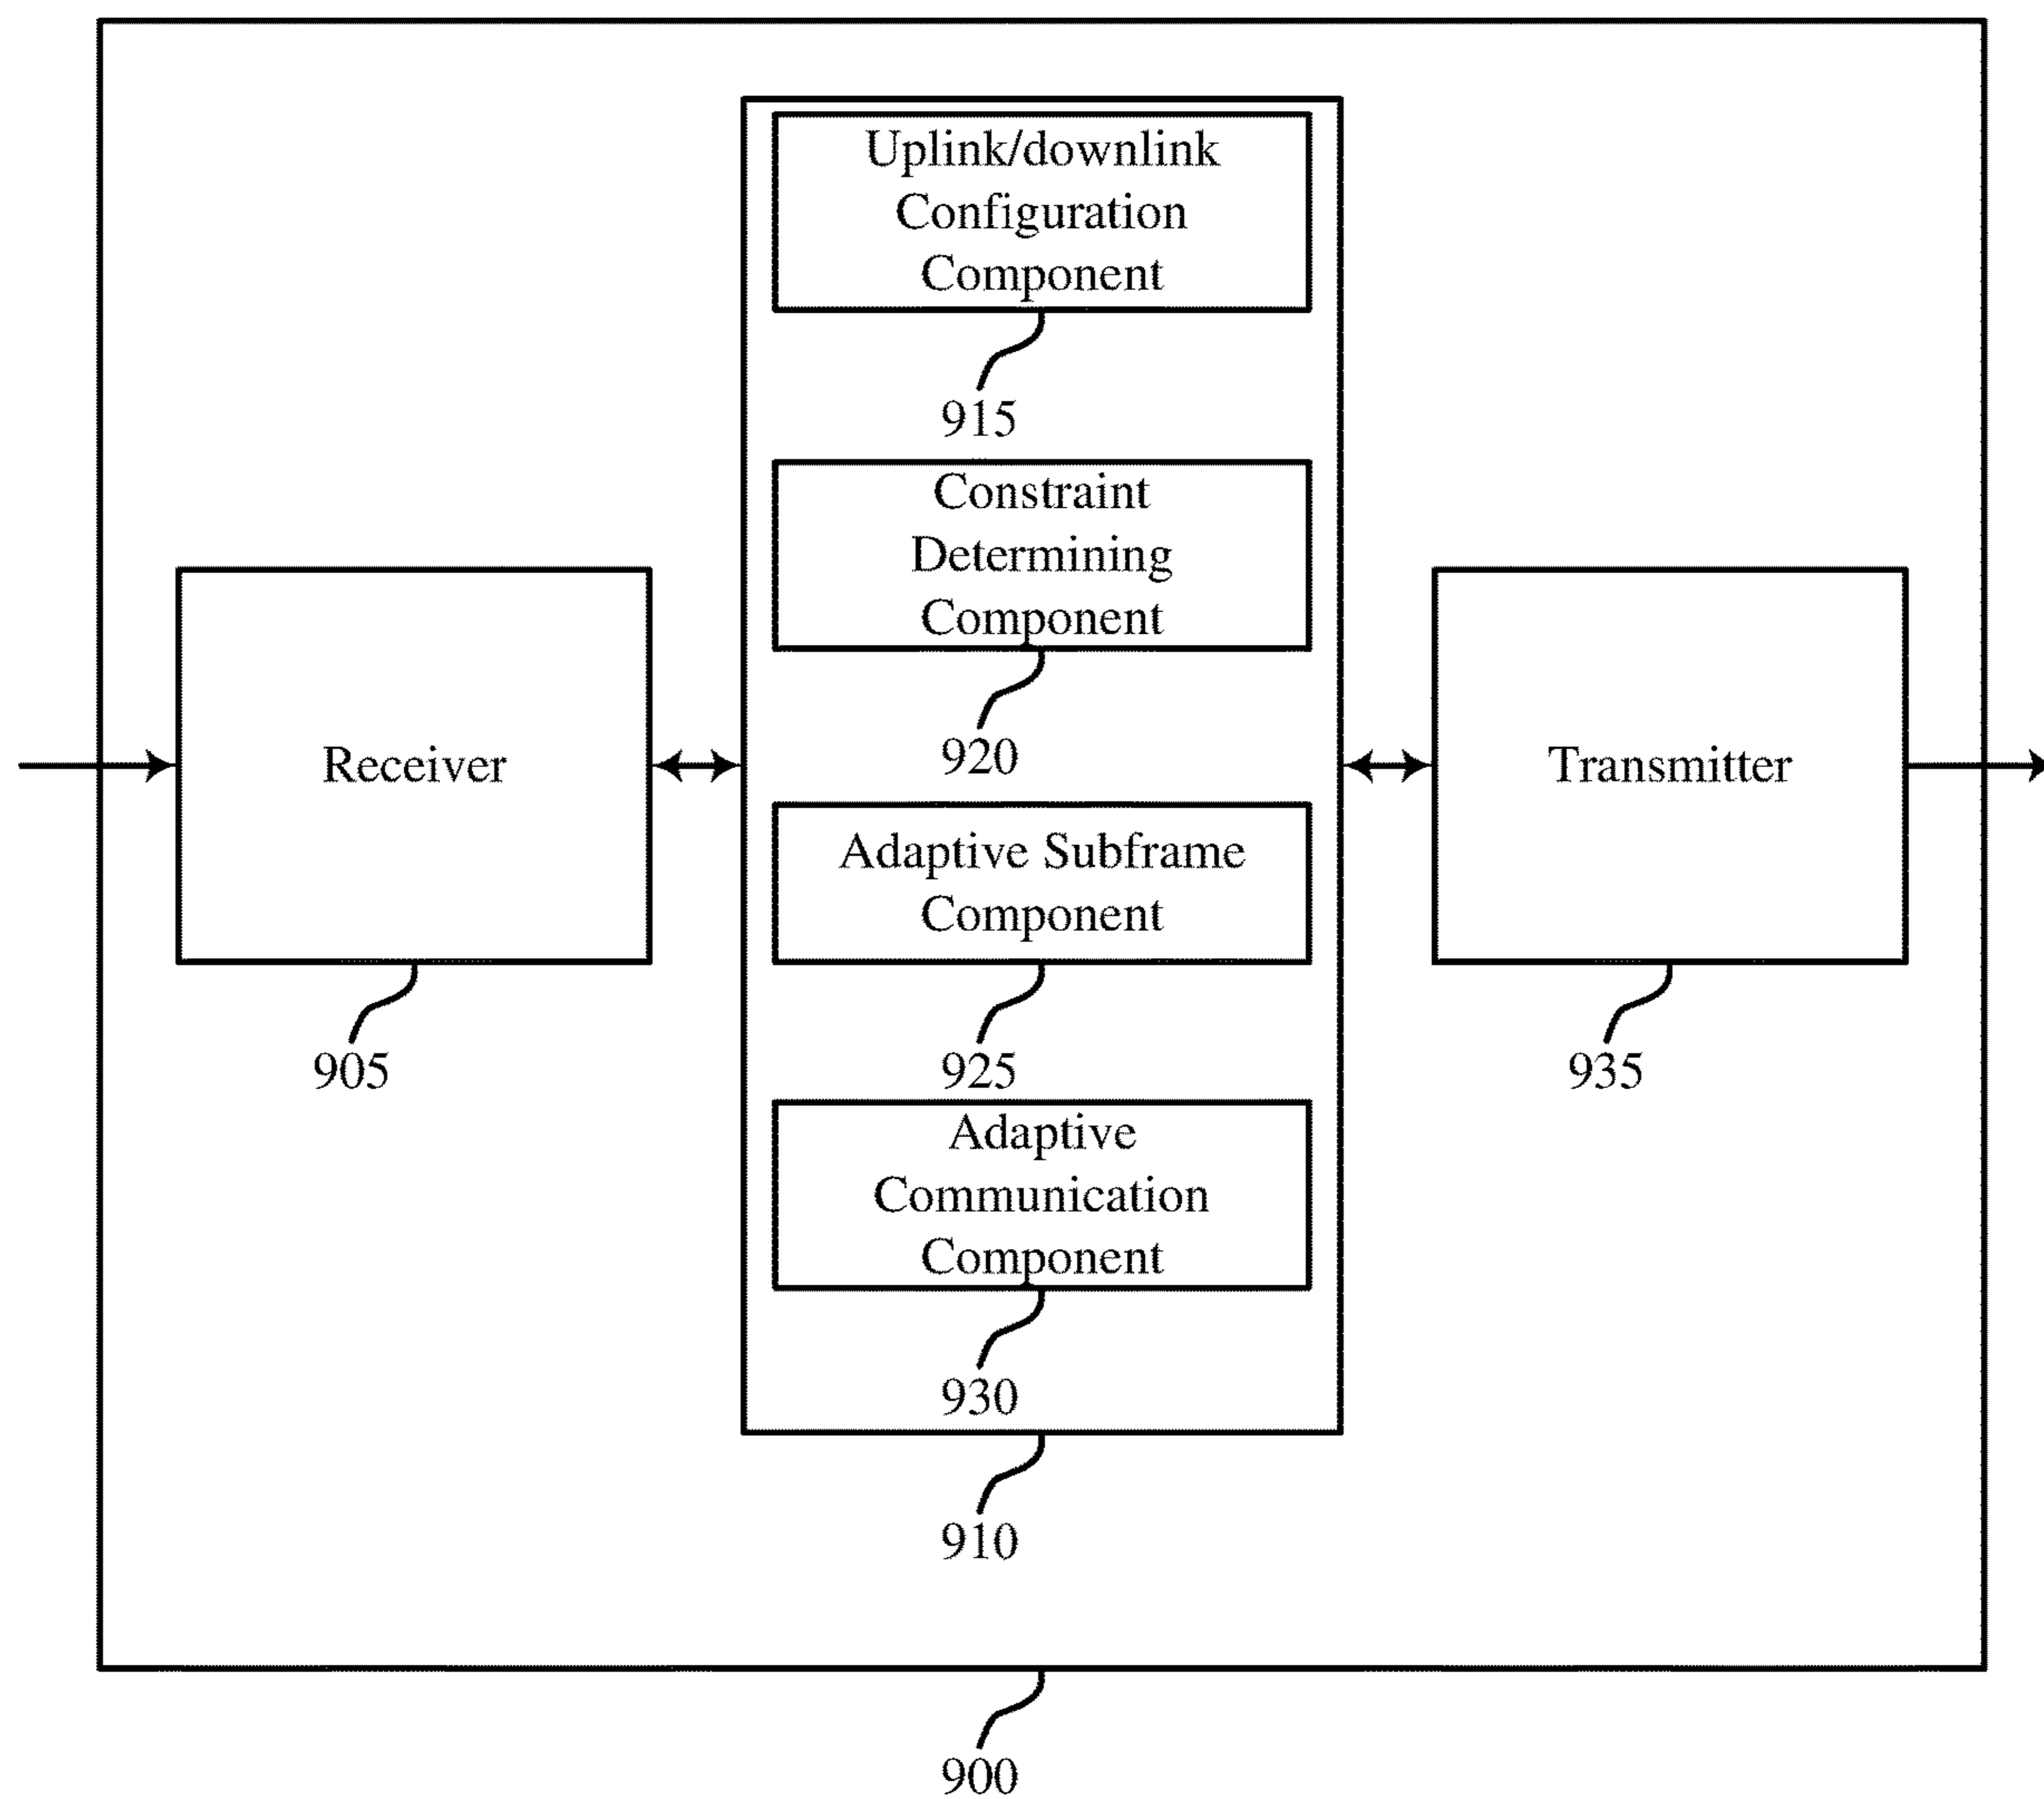 Uplink/downlink
Configuration
Component
915
Constraint
Determining
Component
920
Receiver
905
Adaptive Subframe
Component
925
Transmitter
935
Adaptive
Communication
Component
930
910
900